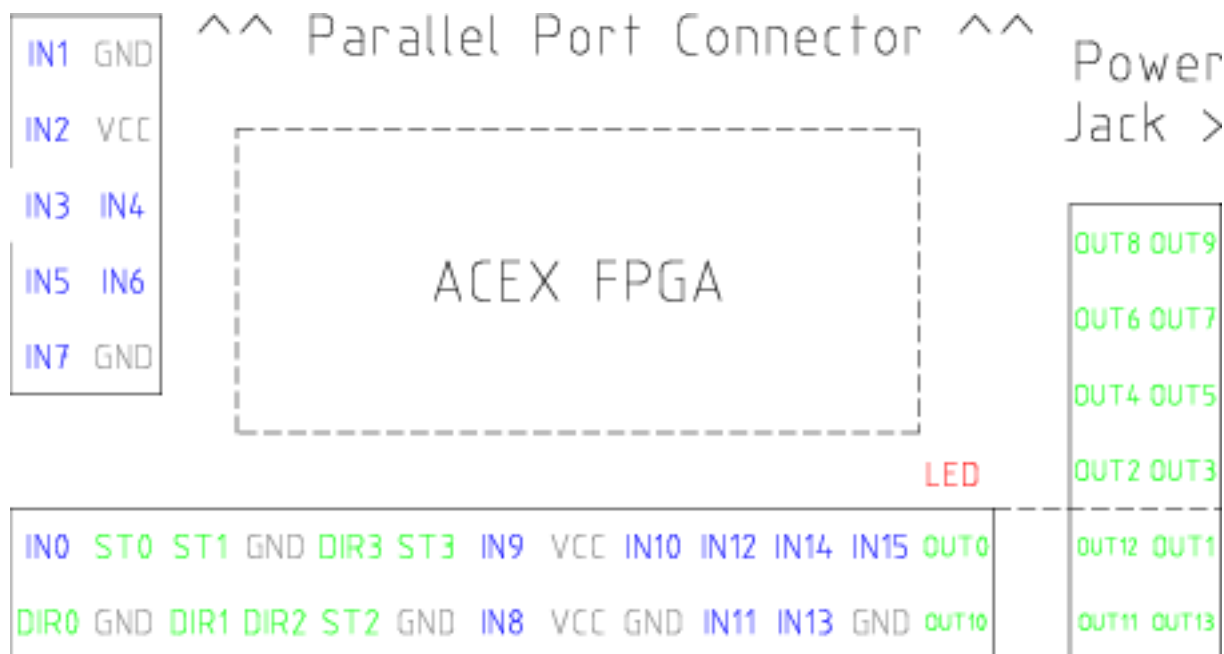 ^^ Parallel Port Connector ^^
Power
Jack >
IN1 GND
IN2 VCC
IN3 IN4
IN5 IN6
IN7 GND
ACEX FPGA
OUT8 OUT9
OUT6 OUT7
OUT4 OUT5
OUT2 OUT3
OUT12 OUT1
OUT11 OUT13
LED
IN0 ST0 ST1 GND DIR3 ST3 IN9 VCC IN10 IN12 IN14 IN15 OUT0
DIR0 GND DIR1 DIR2 ST2 GND IN8 VCC GND IN11 IN13 GND OUT10